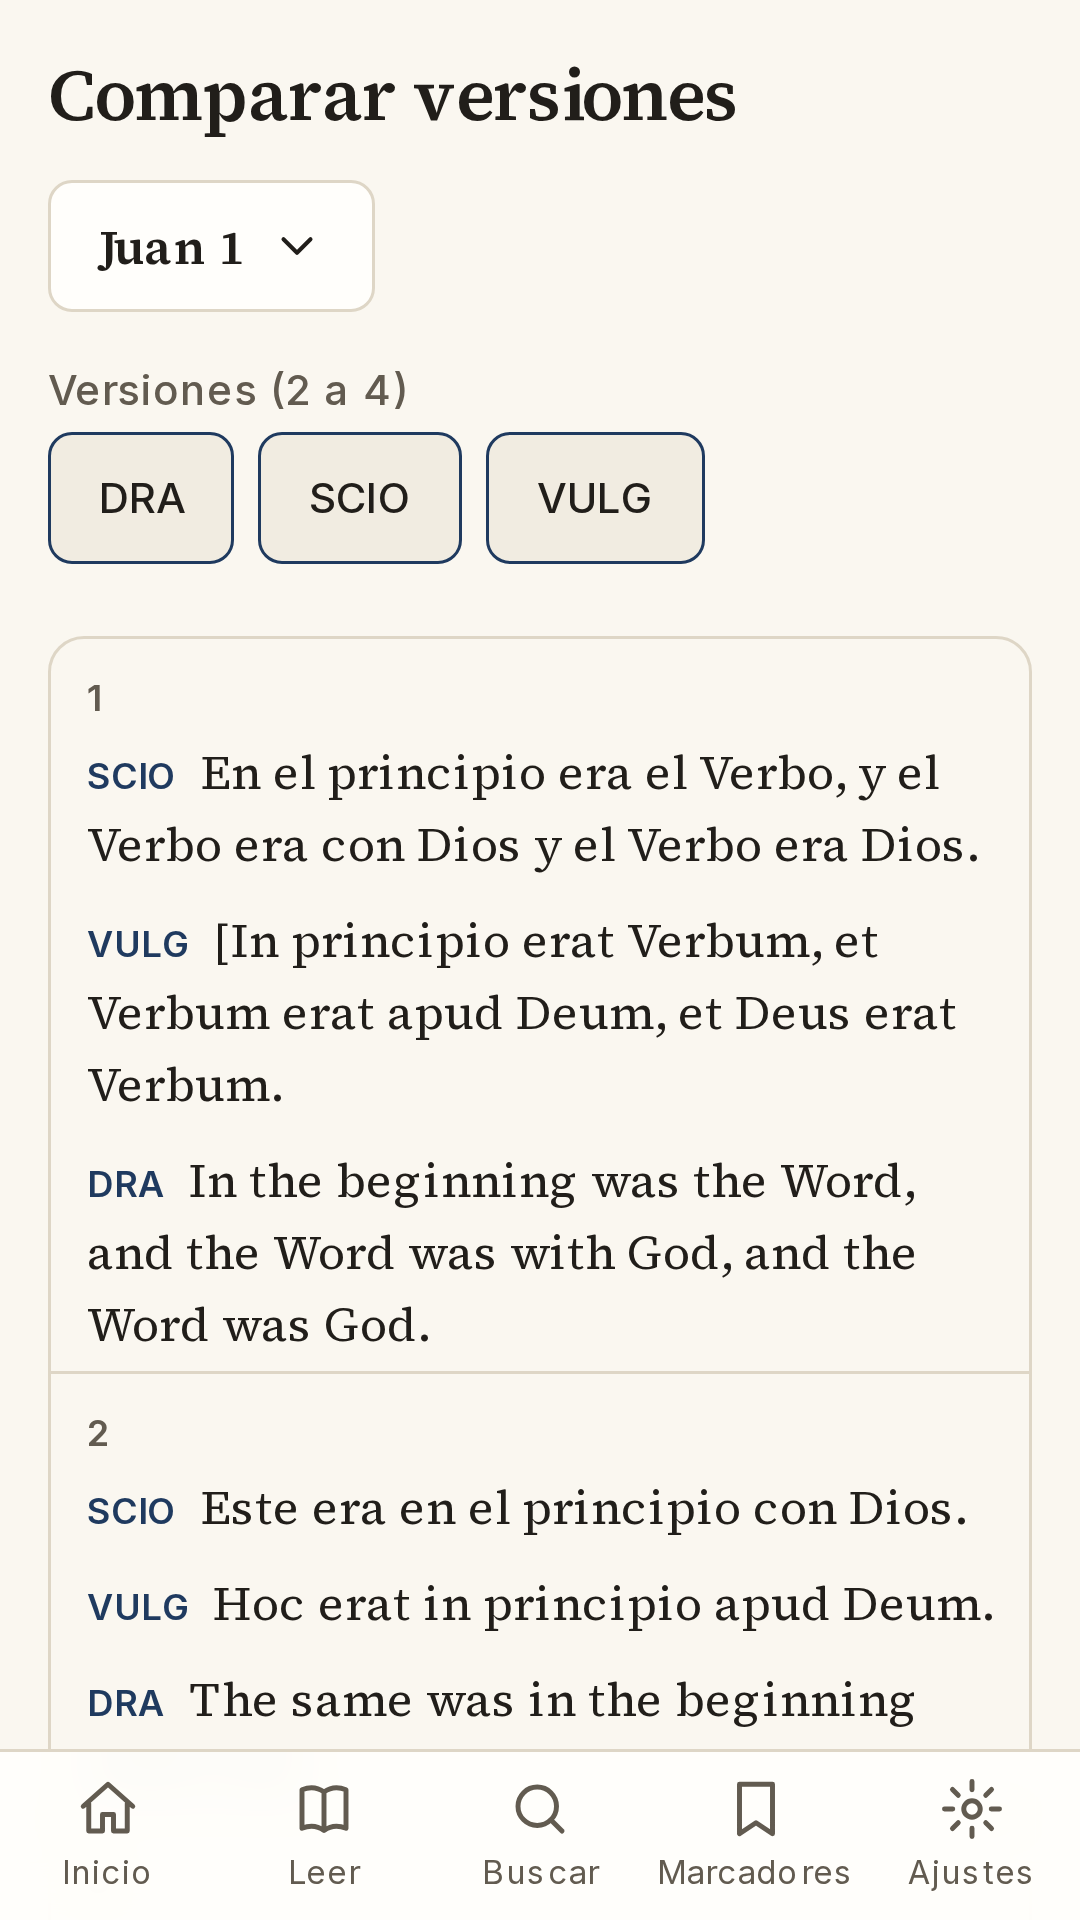 Comparar versiones
Juan 1
Versiones (2 a 4)
DRA SCIO VULG
1
SCIO En el principio era el Verbo, y el
Verbo era con Dios y el Verbo era Dios.
VULG [In principio erat Verbum, et
Verbum erat apud Deum, et Deus erat
Verbum.
DRA In the beginning was the Word,
and the Word was with God, and the
Word was God.
2
SCIO Este era en el principio con Dios.
VULG Hoc erat in principio apud Deum.
DRA The same was in the beginning
Inicio Leer Buscar Marcadores Ajustes